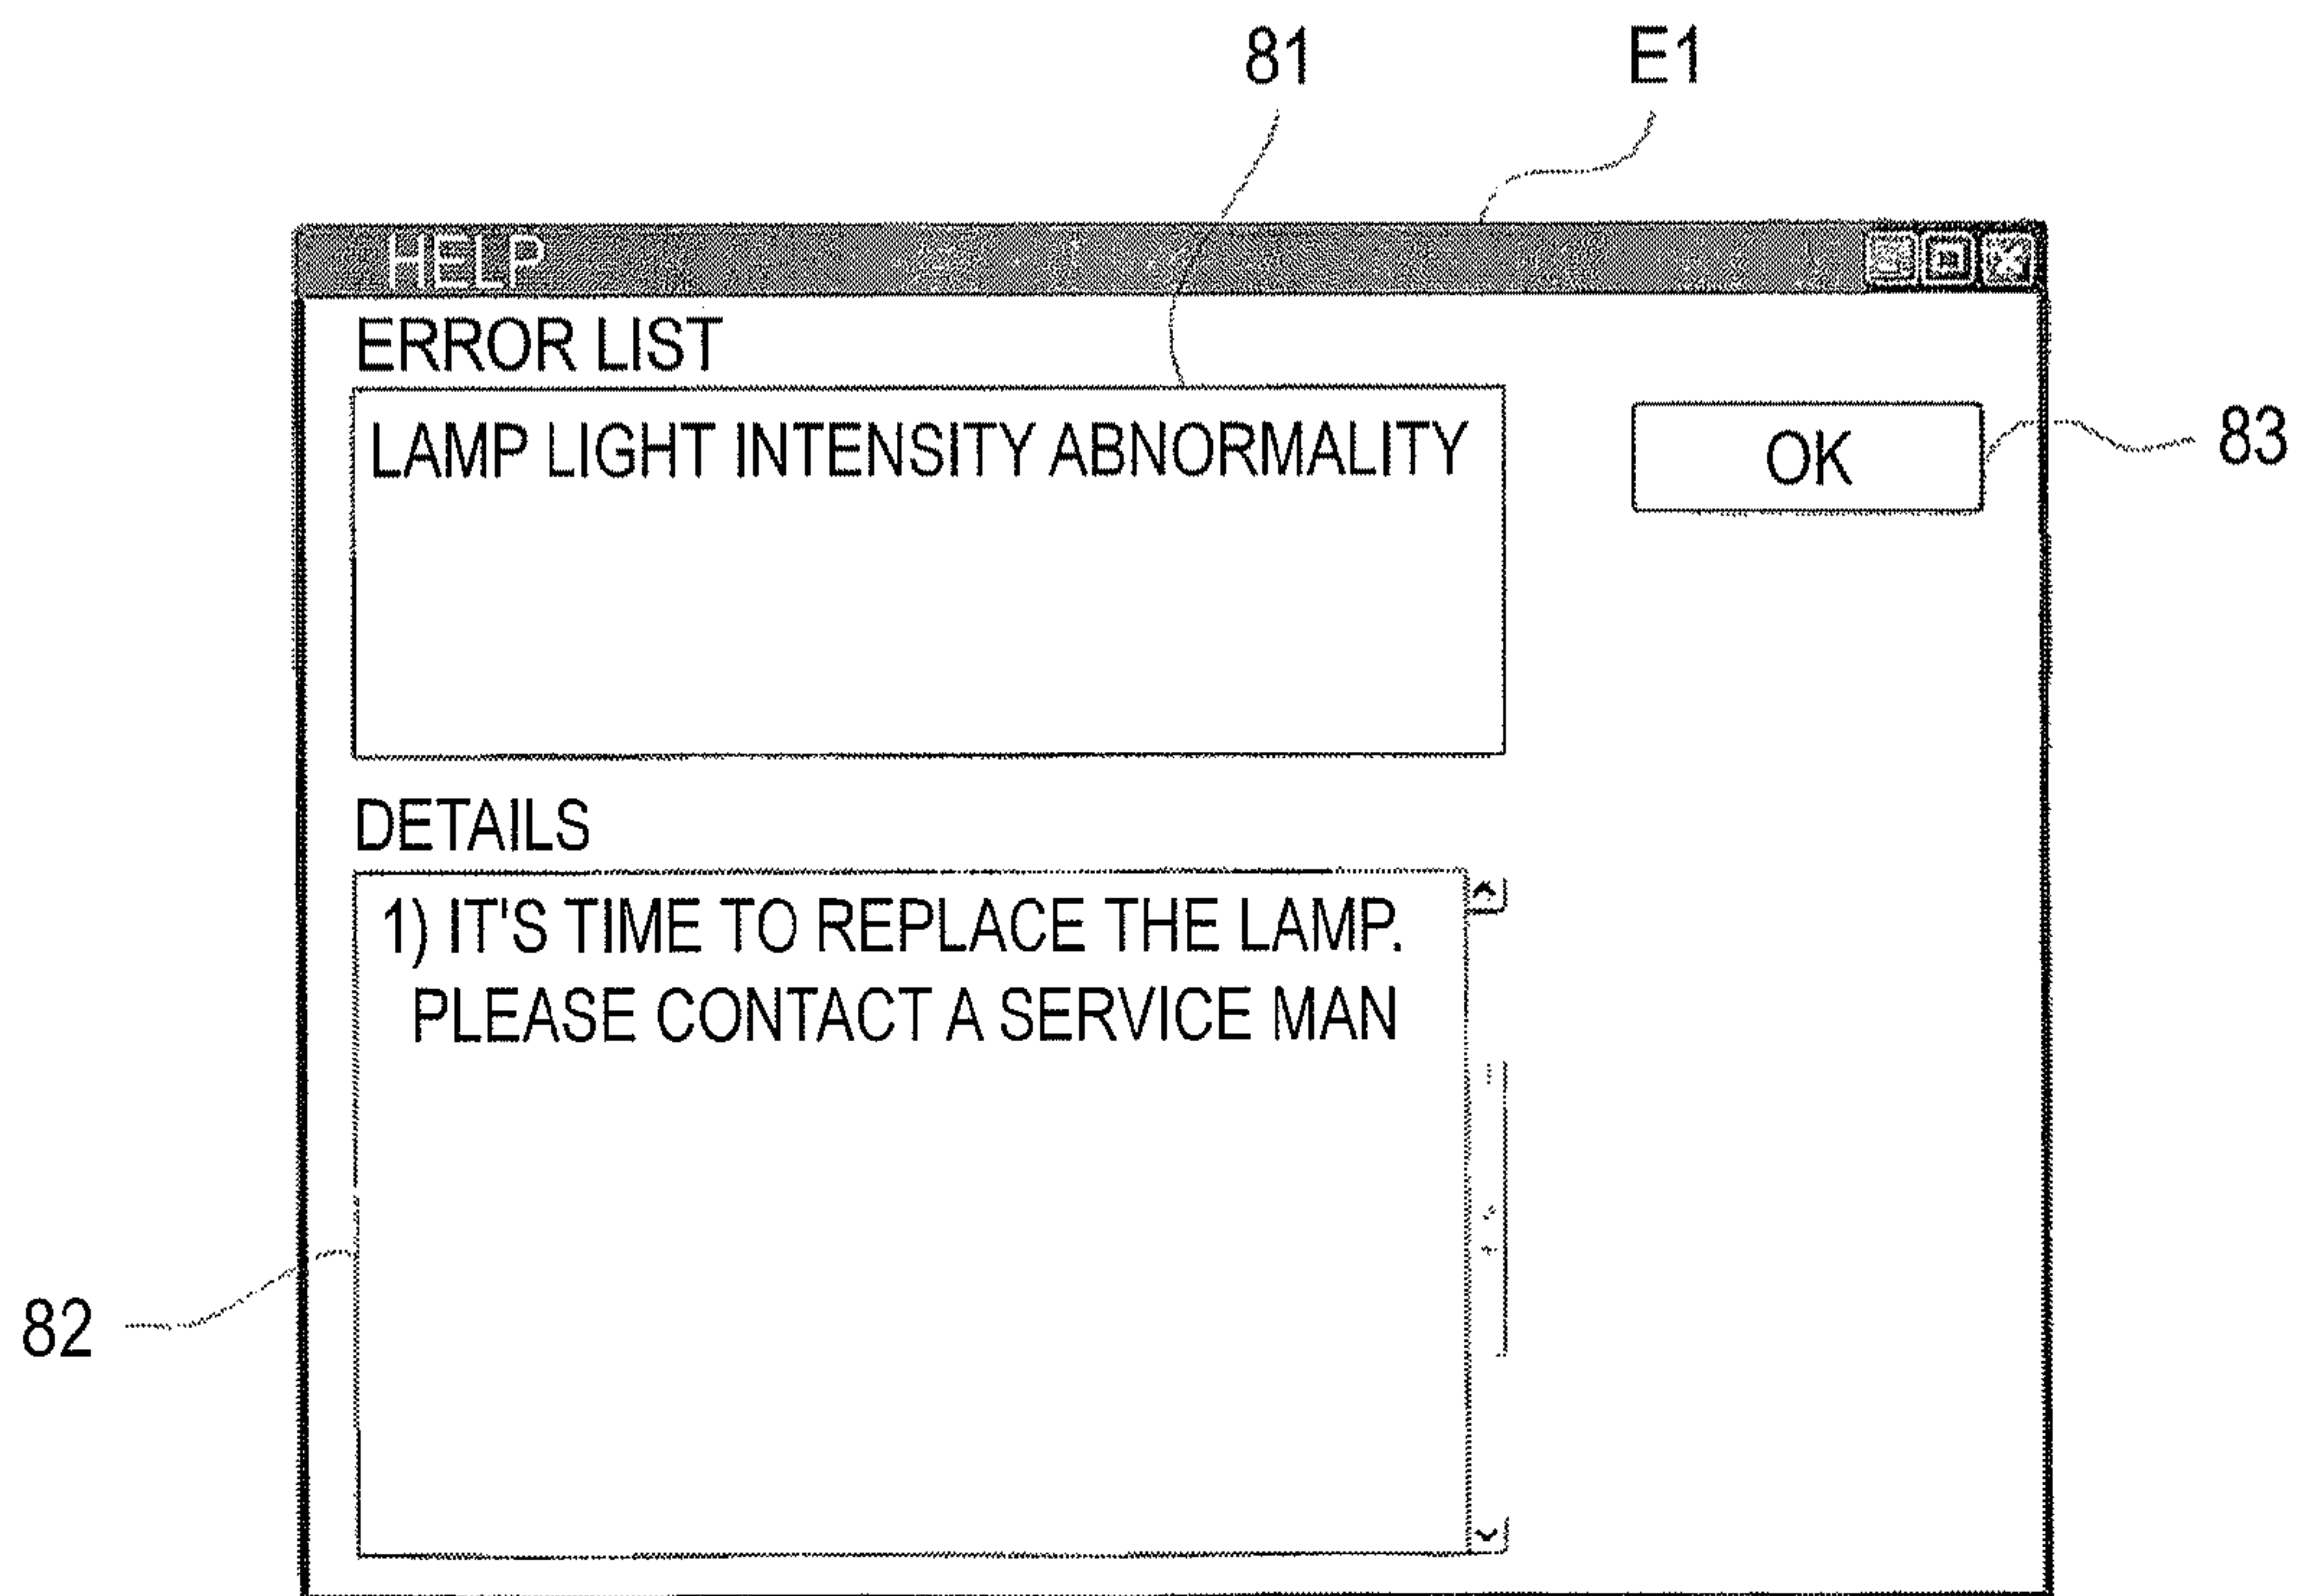 81
E1
HELP
ERROR LIST
LAMP LIGHT INTENSITY ABNORMALITY
OK
83
DETAILS
1) IT'S TIME TO REPLACE THE LAMP.
PLEASE CONTACT A SERVICE MAN
82